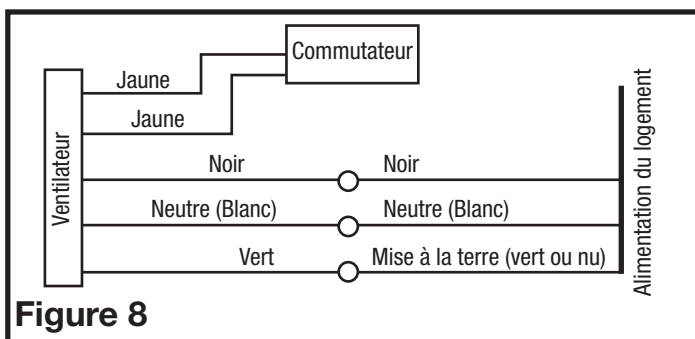 Commutateur
Jaune
Jaune
Ventilateur
Noir
Noir
Neutre (Blanc)
Neutre (Blanc)
Vert
Mise à la terre (vert ou nu)
Alimentation du logement
Figure 8